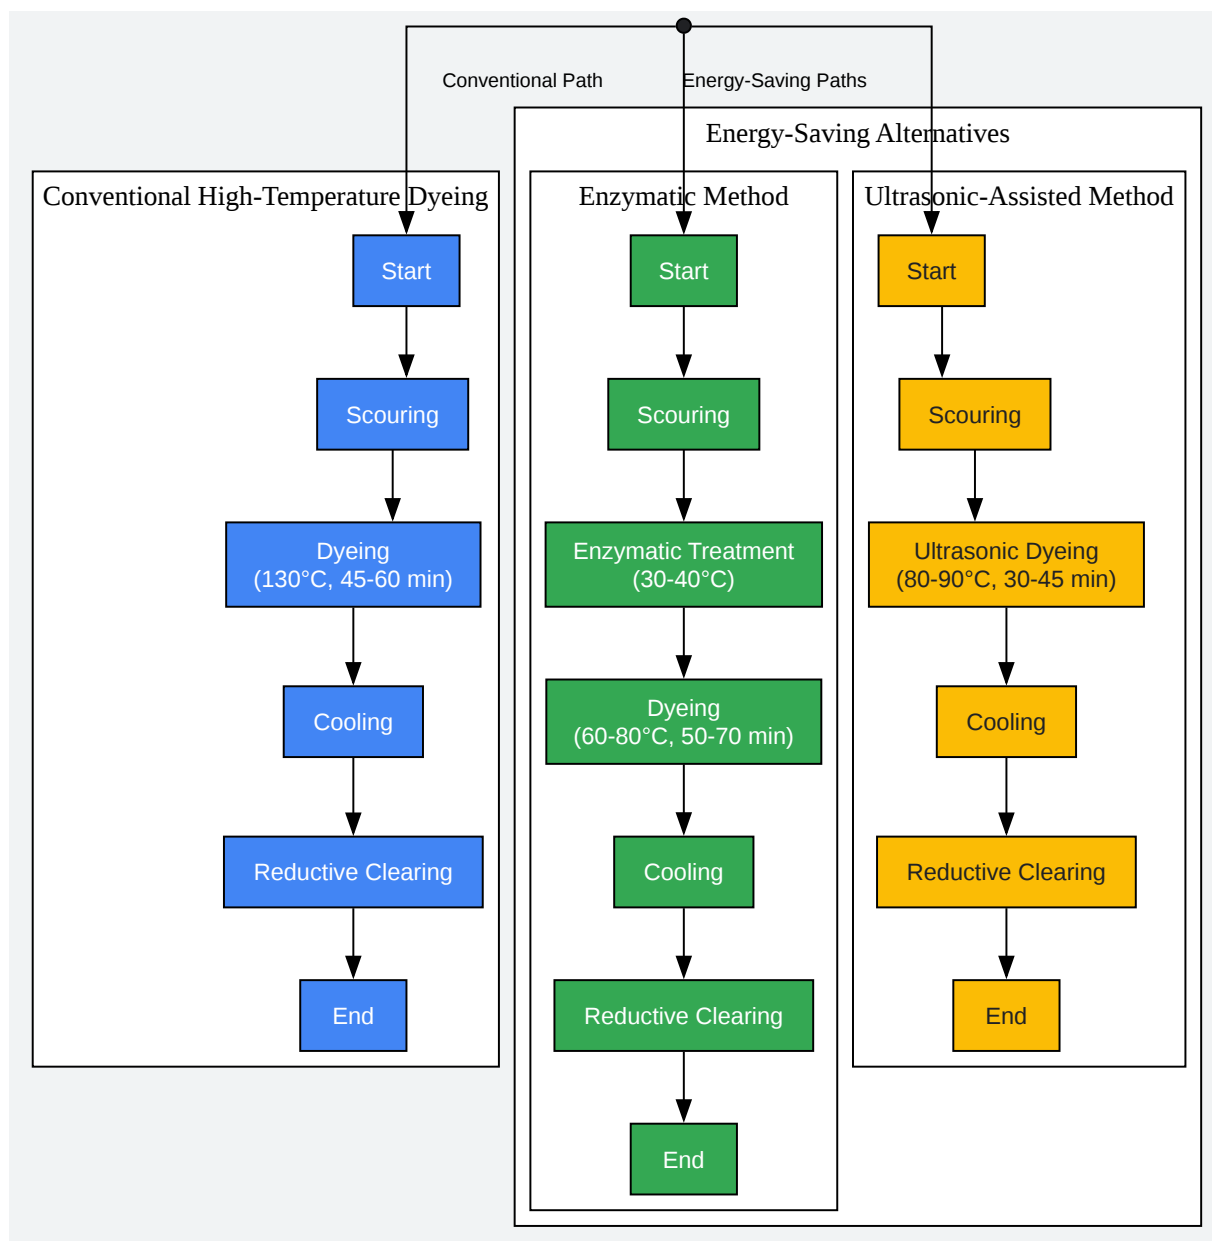 Conventional Path
Energy-Saving Paths
Energy-Saving Alternatives
Conventional High-Temperature Dyeing
Start
Scouring
Dyeing
(130°C, 45-60 min)
Cooling
Reductive Clearing
End
Enzymatic Method
Start
Scouring
Enzymatic Treatment
(30-40°C)
Dyeing
(60-80°C, 50-70 min)
Cooling
Reductive Clearing
End
Ultrasonic-Assisted Method
Start
Scouring
Ultrasonic Dyeing
(80-90°C, 30-45 min)
Cooling
Reductive Clearing
End